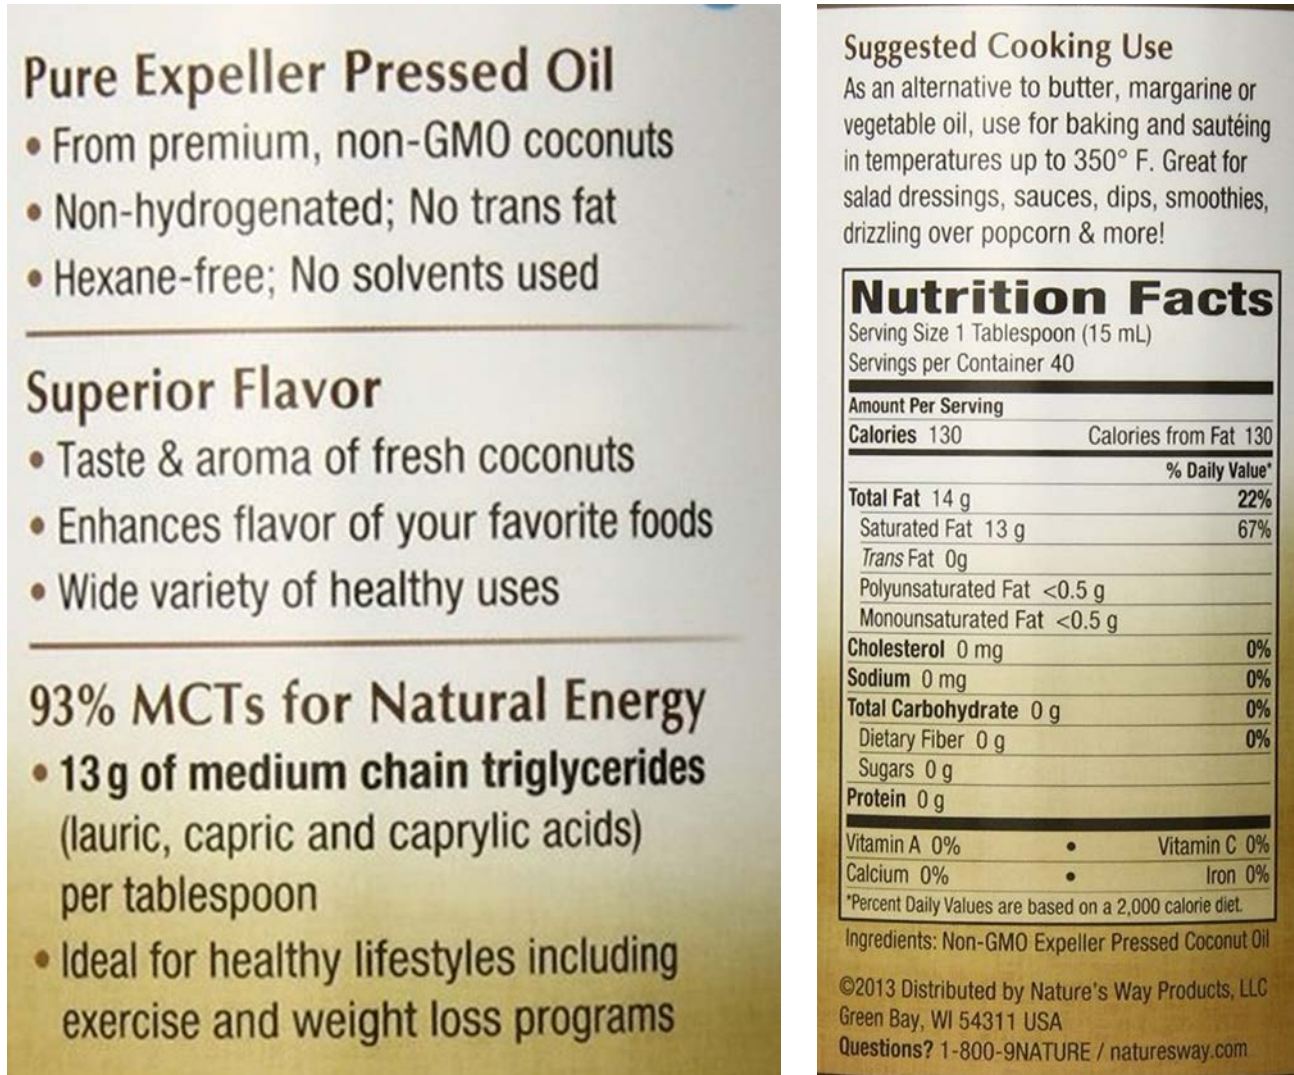 Pure Expeller Pressed Oil
• From premium, non-GMO coconuts
• Non-hydrogenated; No trans fat
• Hexane-free; No solvents used
Superior Flavor
• Taste & aroma of fresh coconuts
• Enhances flavor of your favorite foods
• Wide variety of healthy uses
93% MCTs for Natural Energy
• 13 g of medium chain triglycerides
(lauric, capric and caprylic acids)
per tablespoon
• Ideal for healthy lifestyles including
exercise and weight loss programs
Suggested Cooking Use
As an alternative to butter, margarine or
vegetable oil, use for baking and sautéing
in temperatures up to 350° F. Great for
salad dressings, sauces, dips, smoothies,
drizzling over popcorn & more!
Nutrition Facts
Serving Size 1 Tablespoon (15 mL)
Servings per Container 40
Amount Per Serving
Calories 130 Calories from Fat 130
% Daily Value*
Total Fat 14 g 22%
Saturated Fat 13 g 67%
Trans Fat 0g
Polyunsaturated Fat <0.5 g
Monounsaturated Fat <0.5 g
Cholesterol 0 mg 0%
Sodium 0 mg 0%
Total Carbohydrate 0 g 0%
Dietary Fiber 0 g 0%
Sugars 0 g
Protein 0 g
Vitamin A 0% • Vitamin C 0%
Calcium 0% • Iron 0%
*Percent Daily Values are based on a 2,000 calorie diet.
Ingredients: Non-GMO Expeller Pressed Coconut Oil
©2013 Distributed by Nature's Way Products, LLC
Green Bay, WI 54311 USA
Questions? 1-800-9NATURE / naturesway.com